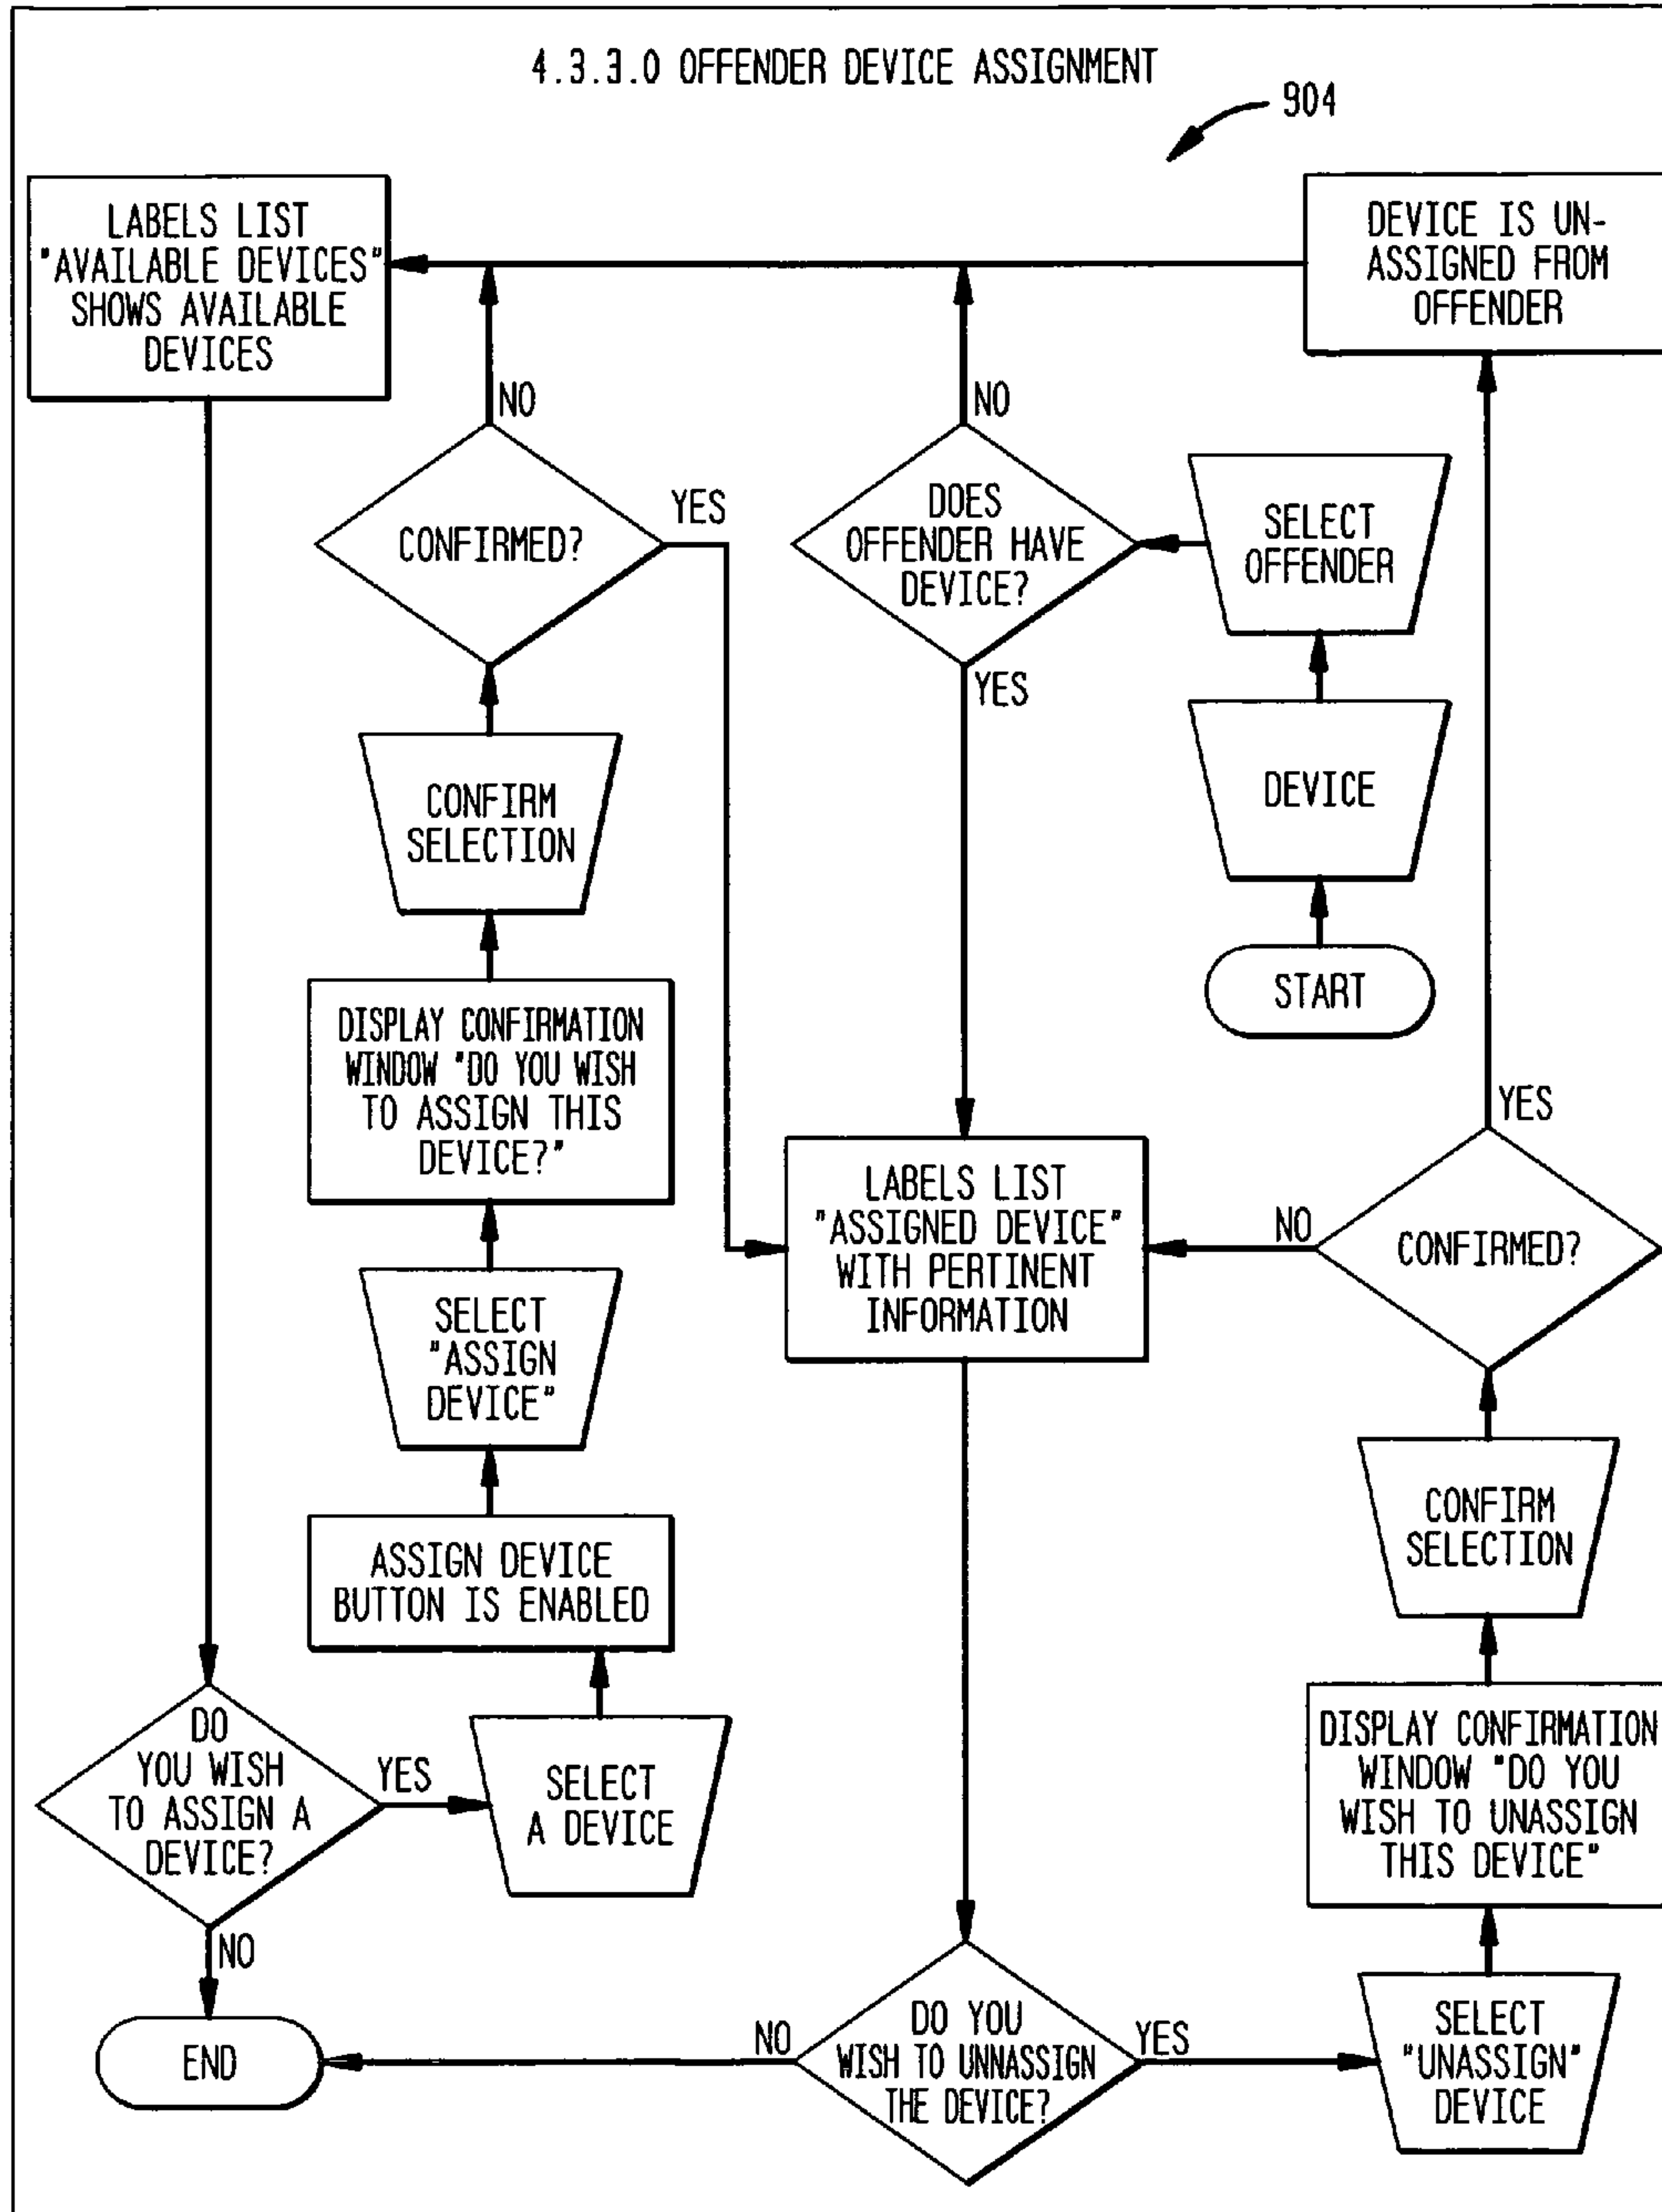 4.3.3.0 OFFENDER DEVICE ASSIGNMENT
904
LABELS LIST
"AVAILABLE DEVICES"
SHOWS AVAILABLE
DEVICES
DEVICE IS UN-
ASSIGNED FROM
OFFENDER
NO
NO
CONFIRMED?
YES
DOES
OFFENDER HAVE
DEVICE?
YES
SELECT
OFFENDER
DEVICE
START
CONFIRM
SELECTION
DISPLAY CONFIRMATION
WINDOW "DO YOU WISH
TO ASSIGN THIS
DEVICE?"
LABELS LIST
"ASSIGNED DEVICE"
WITH PERTINENT
INFORMATION
NO
CONFIRMED?
YES
SELECT
"ASSIGN
DEVICE"
ASSIGN DEVICE
BUTTON IS ENABLED
CONFIRM
SELECTION
DO
YOU WISH
TO ASSIGN A
DEVICE?
YES
NO
SELECT
A DEVICE
DISPLAY CONFIRMATION
WINDOW "DO YOU
WISH TO UNASSIGN
THIS DEVICE"
END
NO
DO YOU
WISH TO UNNASSIGN
THE DEVICE?
YES
SELECT
"UNASSIGN"
DEVICE